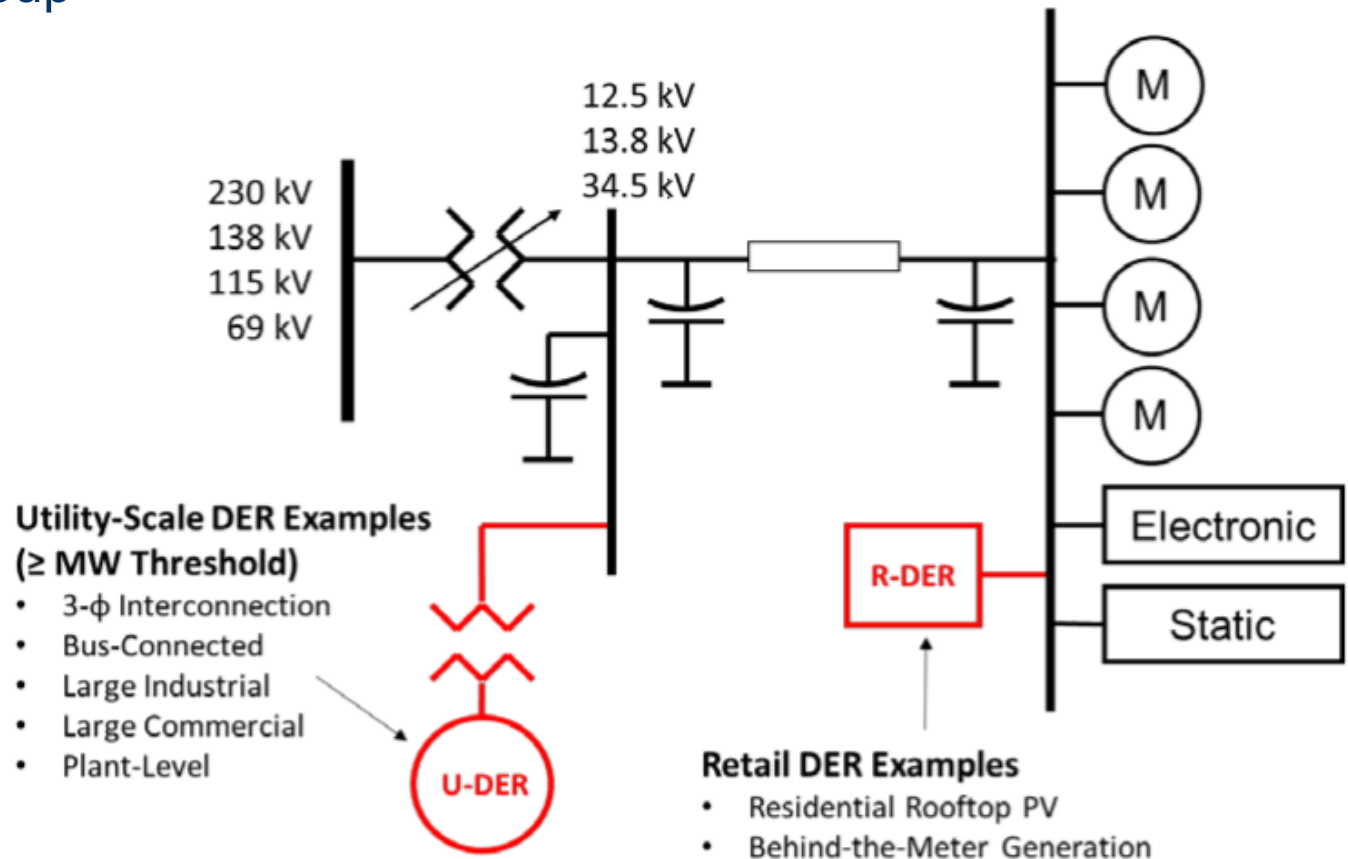 12.5 kV
13.8 kV
34.5 kV
230 kV
138 kV
115 kV
69 kV
M
M
M
M
Electronic
Static
R-DER
Utility-Scale DER Examples
(≥ MW Threshold)
• 3-ϕ Interconnection
• Bus-Connected
• Large Industrial
• Large Commercial
• Plant-Level
U-DER
Retail DER Examples
• Residential Rooftop PV
• Behind-the-Meter Generation